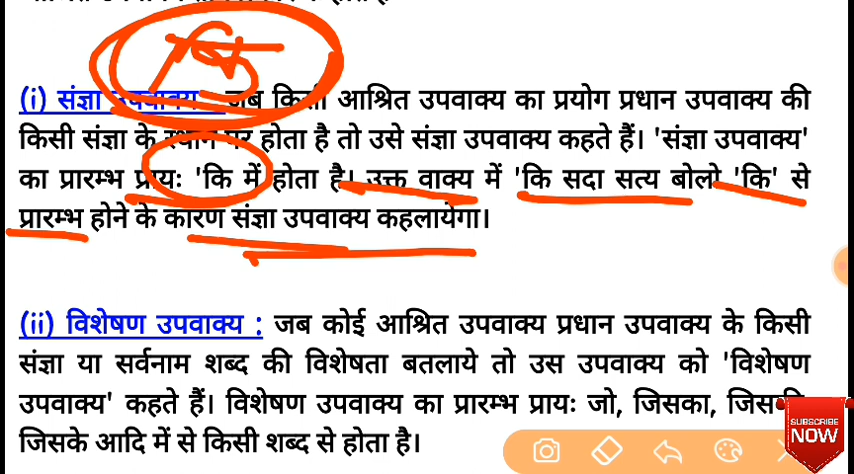 (i) संज्ञा उपवाक्य : जब किसी आश्रित उपवाक्य का प्रयोग प्रधान उपवाक्य की
किसी संज्ञा के स्थान पर होता है तो उसे संज्ञा उपवाक्य कहते हैं। 'संज्ञा उपवाक्य'
का प्रारम्भ प्रायः 'कि में होता है। उक्त वाक्य में 'कि सदा सत्य बोलो 'कि' से
प्रारम्भ होने के कारण संज्ञा उपवाक्य कहलायेगा।
(ii) विशेषण उपवाक्य : जब कोई आश्रित उपवाक्य प्रधान उपवाक्य के किसी
संज्ञा या सर्वनाम शब्द की विशेषता बतलाये तो उस उपवाक्य को 'विशेषण
उपवाक्य' कहते हैं। विशेषण उपवाक्य का प्रारम्भ प्रायः जो, जिसका,
जिसके आदि में से किसी शब्द से होता है।
SUBSCRIBE
NOW